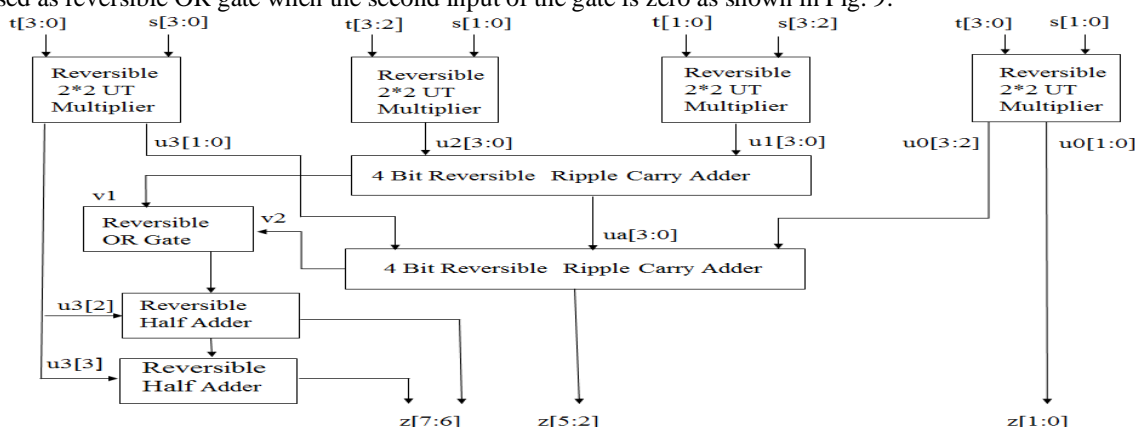 sed as reversible OR gate when the second input of the gate is zero as shown in Fig. 9.
t[3:0] s[3:0] t[3:2] s[1:0] t[1:0] s[3:2] t[3:0] s[1:0]
Reversible
2*2 UT
Multiplier
Reversible
2*2 UT
Multiplier
Reversible
2*2 UT
Multiplier
Reversible
2*2 UT
Multiplier
u3[1:0] u2[3:0] u1[3:0] u0[3:2] u0[1:0]
4 Bit Reversible Ripple Carry Adder
v1
Reversible
OR Gate
v2
ua[3:0]
4 Bit Reversible Ripple Carry Adder
u3[2]
Reversible
Half Adder
u3[3]
Reversible
Half Adder
z[7:6] z[5:2] z[1:0]